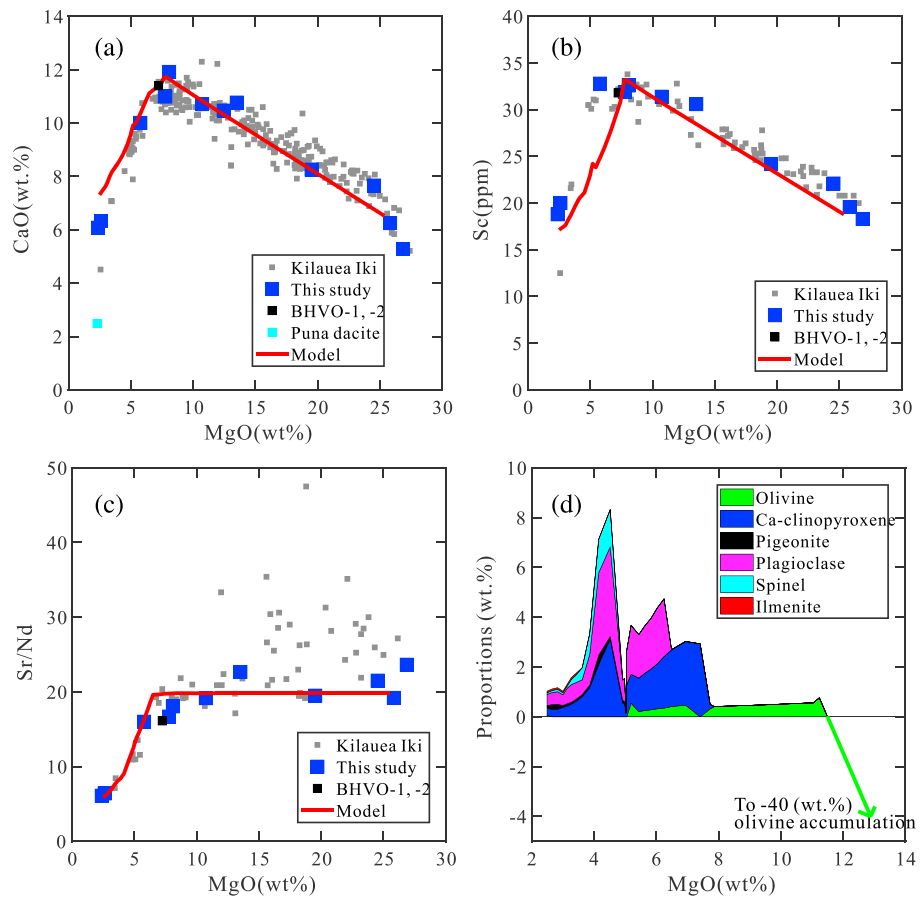 (a)
CaO(wt.%)
14
12
10
8
6
4
2
0
0 5 10 15 20 25 30
MgO(wt%)
Kilauea Iki
This study
BHVO-1, -2
Puna dacite
Model
(b)
Sc(ppm)
40
35
30
25
20
15
10
5
0
0 5 10 15 20 25 30
MgO(wt%)
Kilauea Iki
This study
BHVO-1, -2
Model
(c)
Sr/Nd
50
40
30
20
10
0
0 5 10 15 20 25 30
MgO(wt%)
Kilauea Iki
This study
BHVO-1, -2
Model
(d)
Proportions (wt.%)
10
8
6
4
2
0
-2
-4
2 4 6 8 10 12 14
MgO(wt%)
Olivine
Ca-clinopyroxene
Pigeonite
Plagioclase
Spinel
Ilmenite
To -40 (wt.%)
olivine accumulation